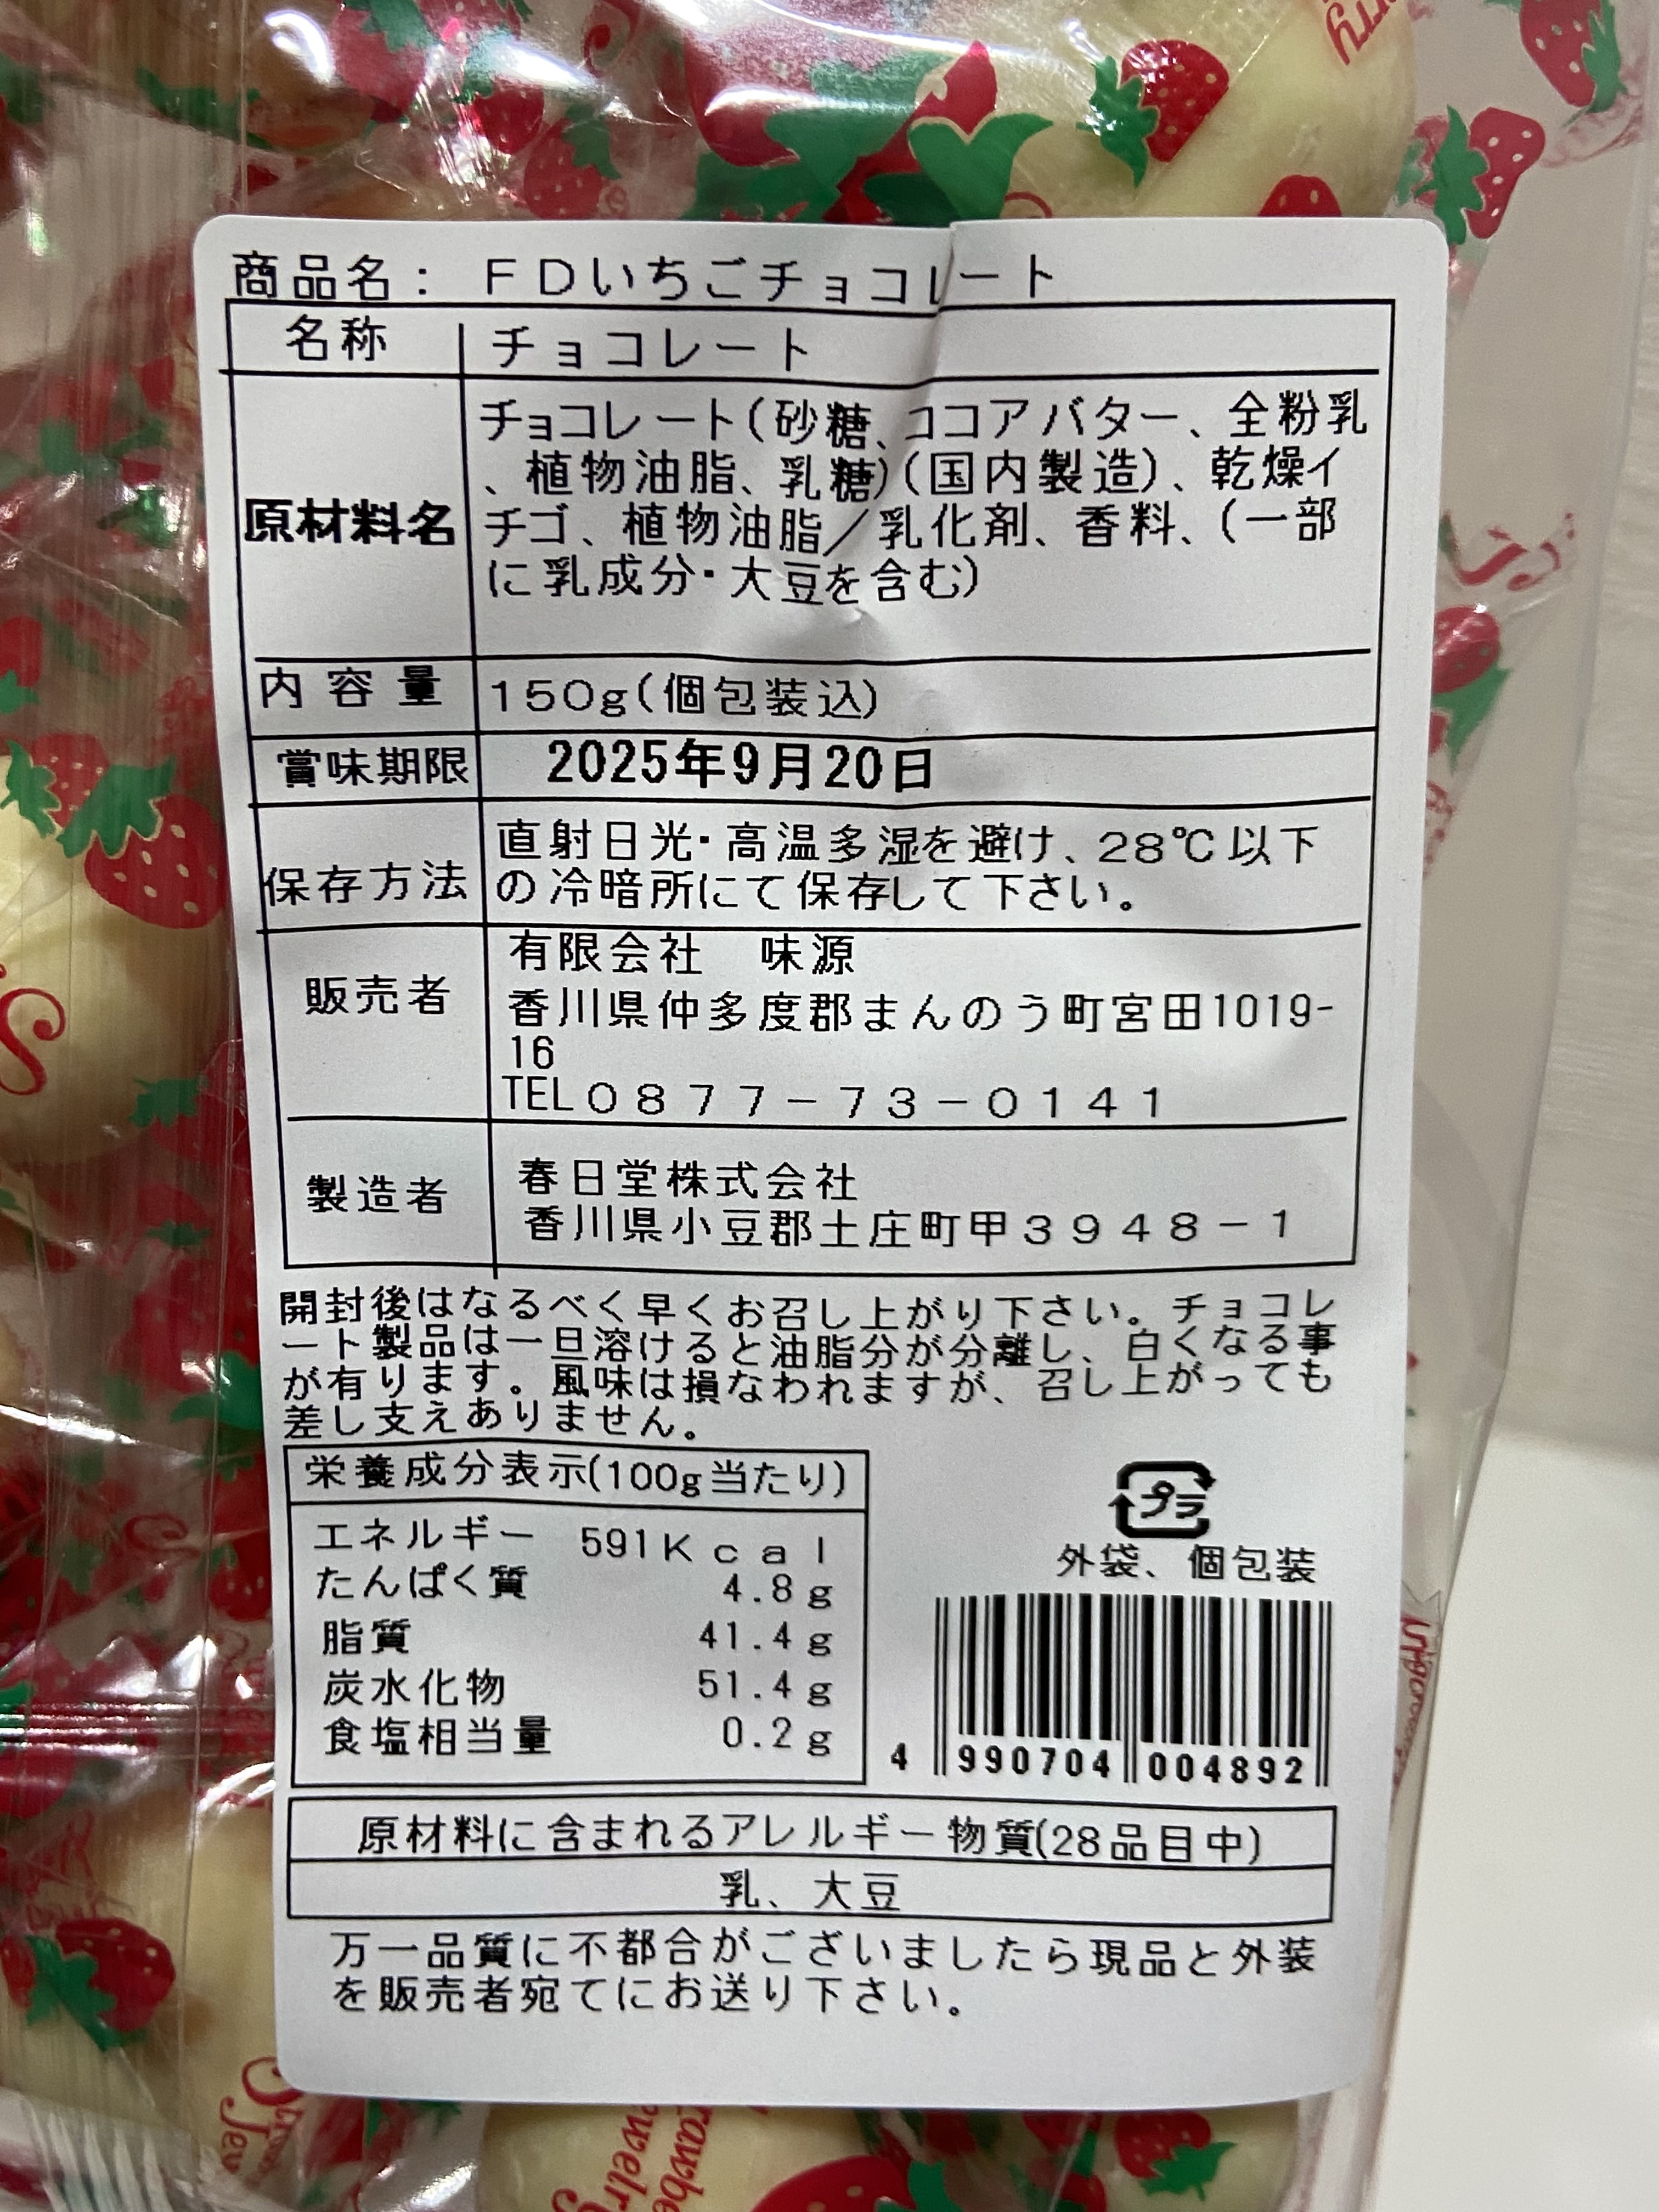 商品名： ＦＤいちごチョコレート
名称 チョコレート
原材料名 チョコレート(砂糖、ココアバター、全粉乳
、植物油脂、乳糖)(国内製造)、乾燥イ
チゴ、植物油脂／乳化剤、香料、(一部
に乳成分・大豆を含む)
内容量 150g(個包装込)
賞味期限 2025年9月20日
保存方法 直射日光・高温多湿を避け、28℃以下
の冷暗所にて保存して下さい。
販売者 有限会社　味源
香川県仲多度郡まんのう町宮田1019-
16
TEL０８７７－７３－０１４１
製造者 春日堂株式会社
香川県小豆郡土庄町甲３９４８－１
開封後はなるべく早くお召し上がり下さい。チョコレ
ート製品は一旦溶けると油脂分が分離し、白くなる事
が有ります。風味は損なわれますが、召し上がっても
差し支えありません。
栄養成分表示(100g当たり)
エネルギー 591Ｋｃａｌ
たんぱく質 4.8g
脂質 41.4g
炭水化物 51.4g
食塩相当量 0.2g
プラ
外袋、個包装
4 990704 004892
原材料に含まれるアレルギー物質(28品目中)
乳、大豆
万一品質に不都合がございましたら現品と外装
を販売者宛てにお送り下さい。